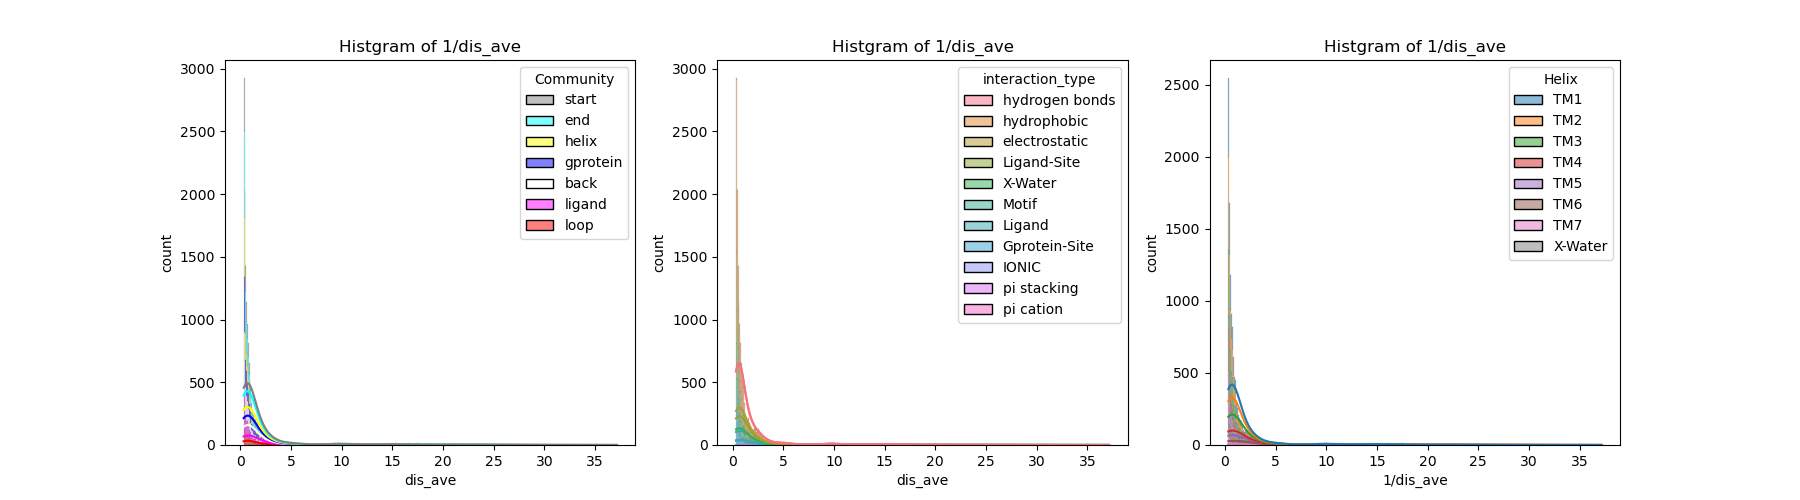 Histgram of 1/dis_ave
3000
2500
2000
1500
1000
500
0
count
0 5 10 15 20 25 30 35
dis_ave
Community
start
end
helix
gprotein
back
ligand
loop
Histgram of 1/dis_ave
3000
2500
2000
1500
1000
500
0
count
0 5 10 15 20 25 30 35
dis_ave
interaction_type
hydrogen bonds
hydrophobic
electrostatic
Ligand-Site
X-Water
Motif
Ligand
Gprotein-Site
IONIC
pi stacking
pi cation
Histgram of 1/dis_ave
2500
2000
1500
1000
500
0
count
0 5 10 15 20 25 30 35
1/dis_ave
Helix
TM1
TM2
TM3
TM4
TM5
TM6
TM7
X-Water